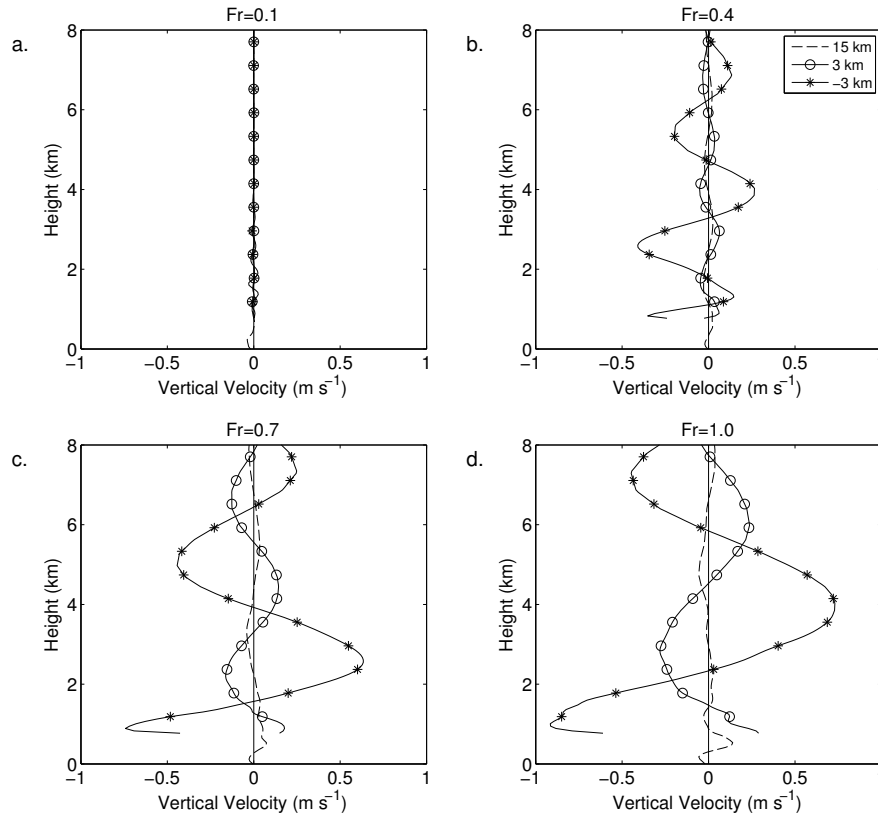 Fr=0.1
a.
8
6
4
2
0
Height (km)
−1
−0.5
0
0.5
1
Vertical Velocity (m s⁻¹)
Fr=0.4
b.
15 km
3 km
−3 km
8
6
4
2
0
Height (km)
−1
−0.5
0
0.5
1
Vertical Velocity (m s⁻¹)
Fr=0.7
c.
8
6
4
2
0
Height (km)
−1
−0.5
0
0.5
1
Vertical Velocity (m s⁻¹)
Fr=1.0
d.
8
6
4
2
0
Height (km)
−1
−0.5
0
0.5
1
Vertical Velocity (m s⁻¹)